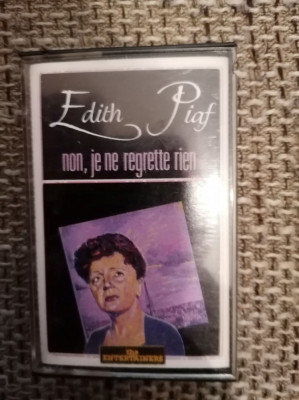 Edith Piaf
non, je ne regrette rien
the
ENTERTAINERS